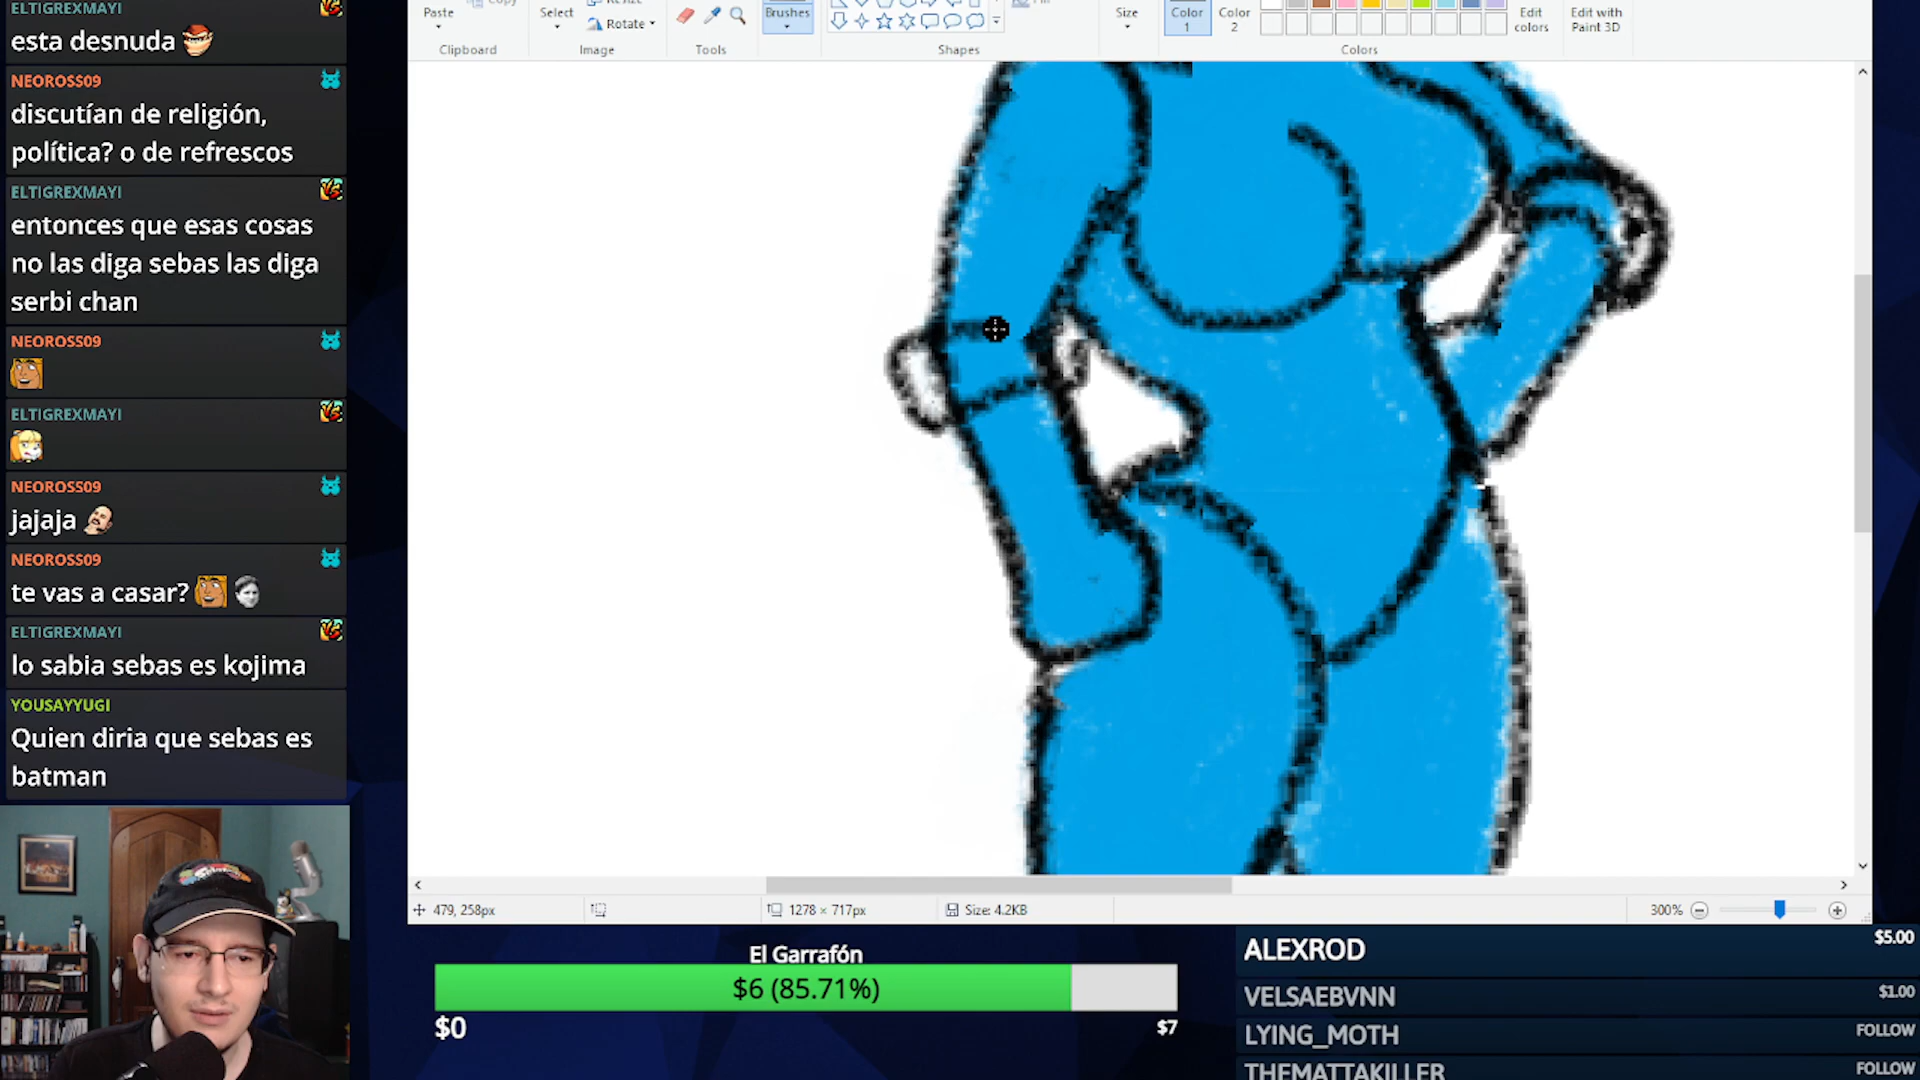 ELTIGREXMAYI
esta desnuda
NEOROSS09
discutían de religión,
política? o de refrescos
ELTIGREXMAYI
entonces que esas cosas
no las diga sebas las diga
serbi chan
NEOROSS09
ELTIGREXMAYI
NEOROSS09
jajaja
NEOROSS09
te vas a casar?
ELTIGREXMAYI
lo sabia sebas es kojima
YOUSAYYUGI
Quien diria que sebas es
batman
Paste
Copy
Clipboard
Select
Rotate
Image
Tools
Brushes
Shapes
Fill
Size
Color
1
Color
2
Colors
Edit
colors
Edit with
Paint 3D
479, 258px
1278 × 717px
Size: 4.2KB
300%
El Garrafón
$6 (85.71%)
$0
$7
ALEXROD
$5.00
VELSAEBVNN
$1.00
LYING_MOTH
FOLLOW
THEMATTAKILLER
FOLLOW